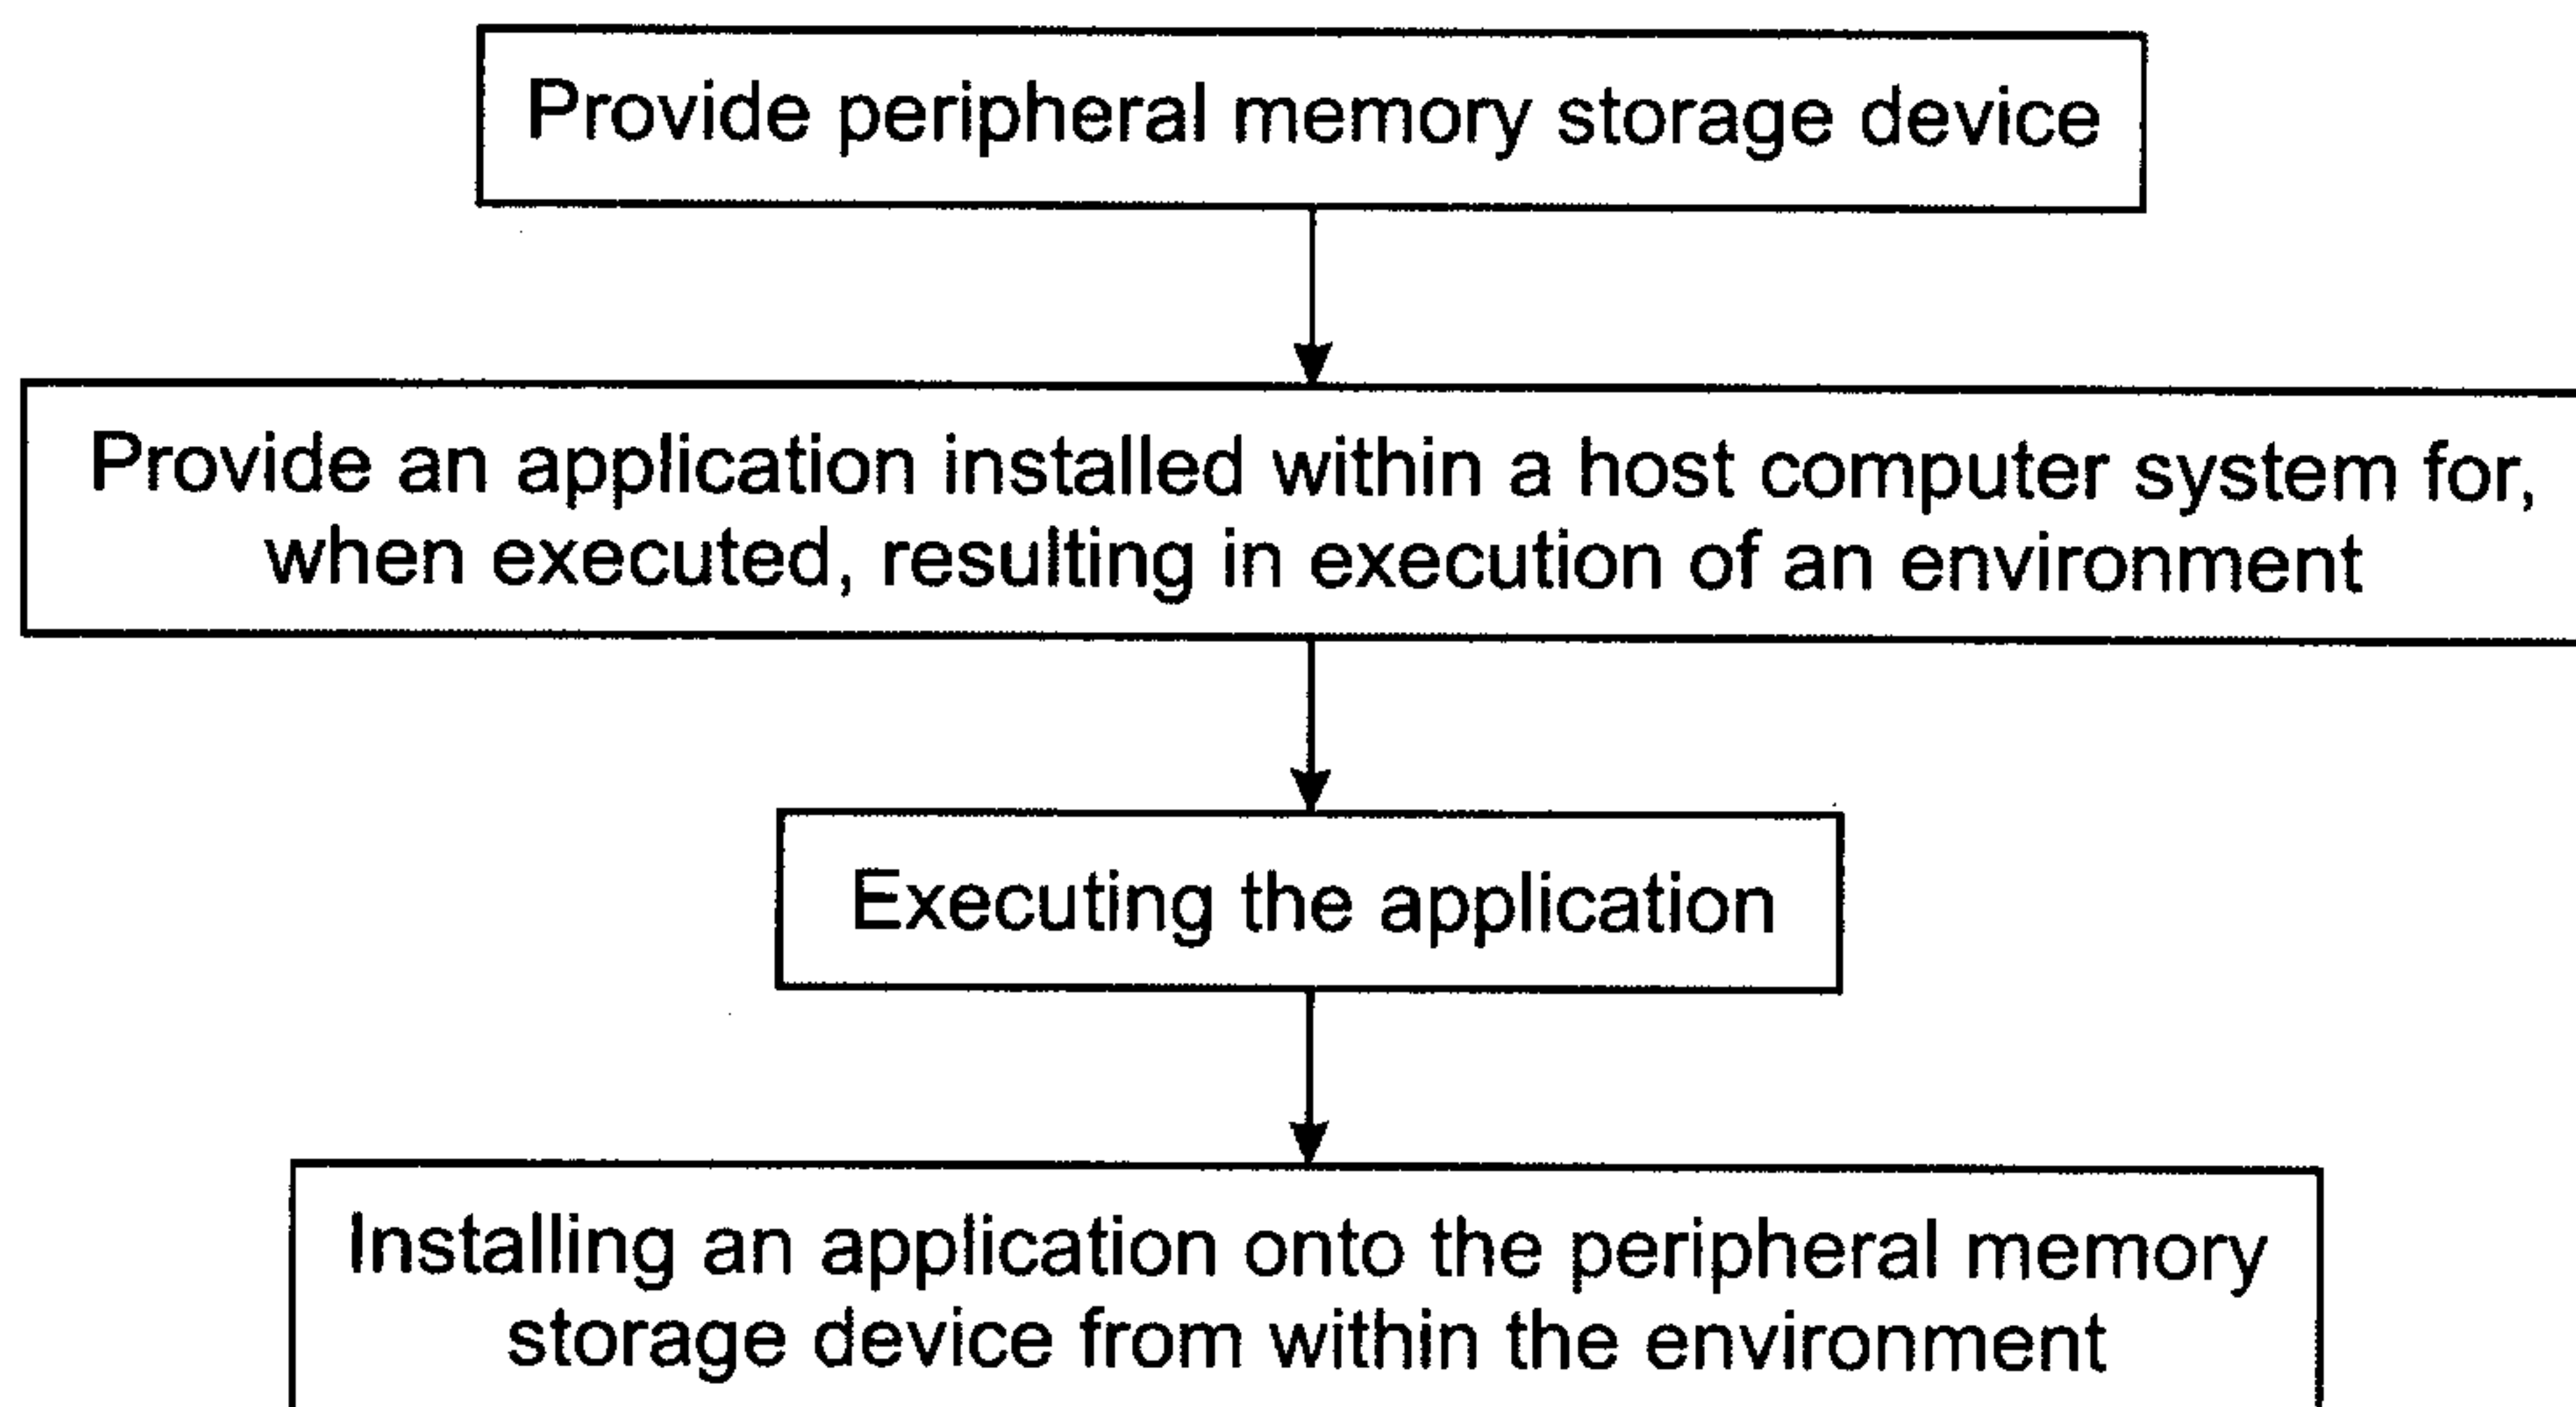 Provide peripheral memory storage device
Provide an application installed within a host computer system for,
when executed, resulting in execution of an environment
Executing the application
Installing an application onto the peripheral memory
storage device from within the environment